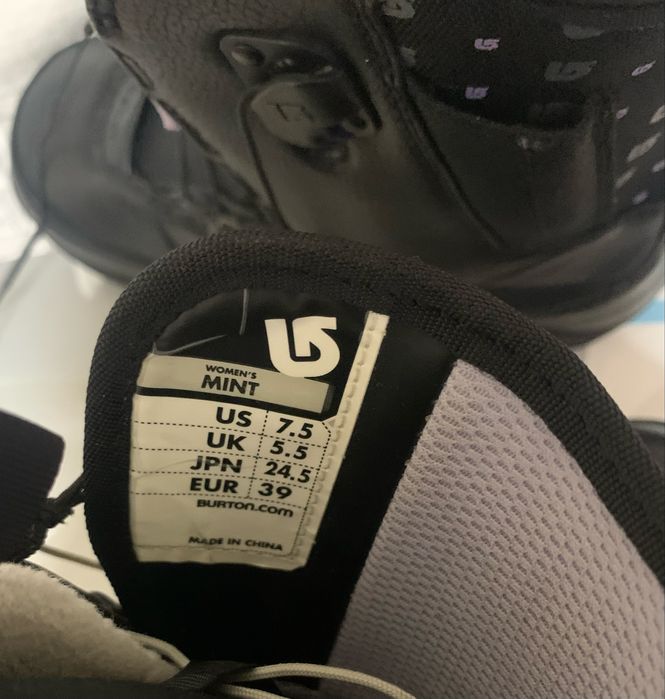 WOMEN'S
MINT
US 7.5
UK 5.5
JPN 24.5
EUR 39
BURTON.COM
MADE IN CHINA